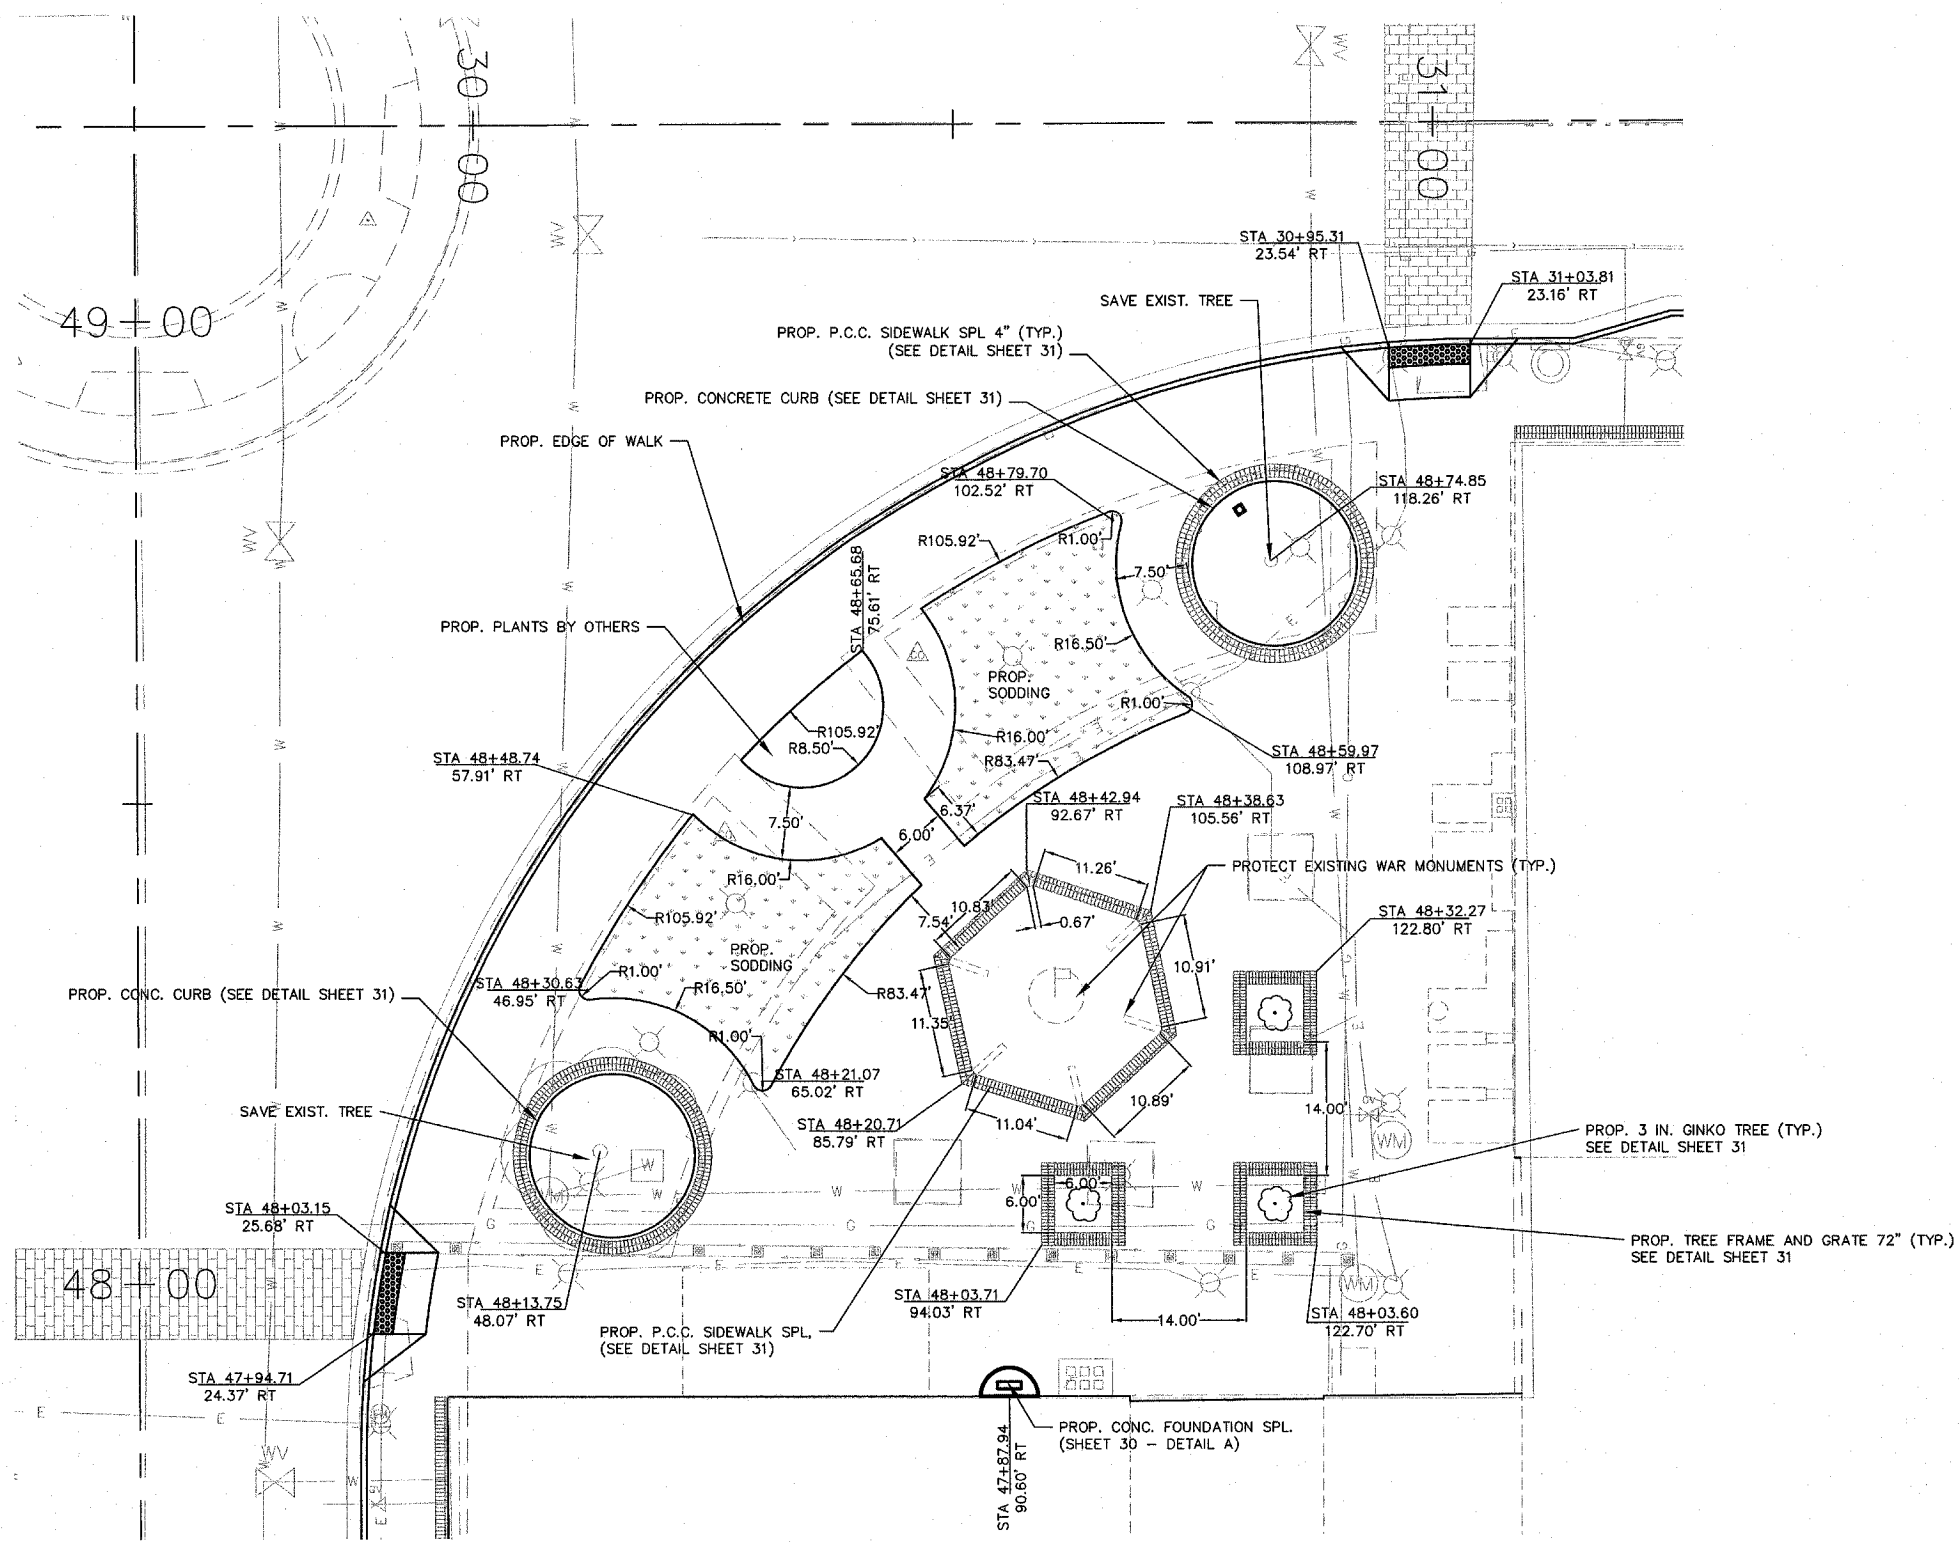 30+00
31+00
WV
STA 30+95.31
23.54' RT
STA 31+03.81
23.16' RT
WV
49+00
SAVE EXIST. TREE
PROP. P.C.C. SIDEWALK SPL 4" (TYP.)
(SEE DETAIL SHEET 31)
PROP. CONCRETE CURB (SEE DETAIL SHEET 31)
PROP. EDGE OF WALK
STA 48+79.70
102.52' RT
STA 48+74.85
118.26' RT
WV
R105.92'
R1.00'
7.50'
STA 48+65.68
75.61' RT
PROP. PLANTS BY OTHERS
R16.50'
CO
PROP.
SODDING
R1.00'
R105.92'
R8.50'
R16.00'
R83.47'
STA 48+59.97
108.97' RT
STA 48+48.74
57.91' RT
7.50'
6.37'
6.00'
STA 48+42.94
92.67' RT
STA 48+38.63
105.56' RT
PROTECT EXISTING WAR MONUMENTS (TYP.)
R16.00'
11.26'
10.83'
0.67'
7.54'
R105.92'
STA 48+32.27
122.80' RT
PROP.
SODDING
R1.00'
STA 48+30.63
46.95' RT
R16.50'
R83.47'
10.91'
11.35'
PROP. CONC. CURB (SEE DETAIL SHEET 31)
R1.00'
STA 48+21.07
65.02' RT
SAVE EXIST. TREE
STA 48+20.71
85.79' RT
11.04'
10.89'
14.00'
WM
PROP. 3 IN. GINKO TREE (TYP.)
SEE DETAIL SHEET 31
W
6.00'
6.00'
STA 48+03.15
25.68' RT
PROP. TREE FRAME AND GRATE 72" (TYP.)
SEE DETAIL SHEET 31
48+00
WM
STA 48+13.75
48.07' RT
STA 48+03.71
94.03' RT
14.00'
STA 48+03.60
122.70' RT
PROP. P.C.C. SIDEWALK SPL,
(SEE DETAIL SHEET 31)
STA 47+94.71
24.37' RT
PROP. CONC. FOUNDATION SPL.
(SHEET 30 - DETAIL A)
STA 47+87.94
90.60' RT
WV